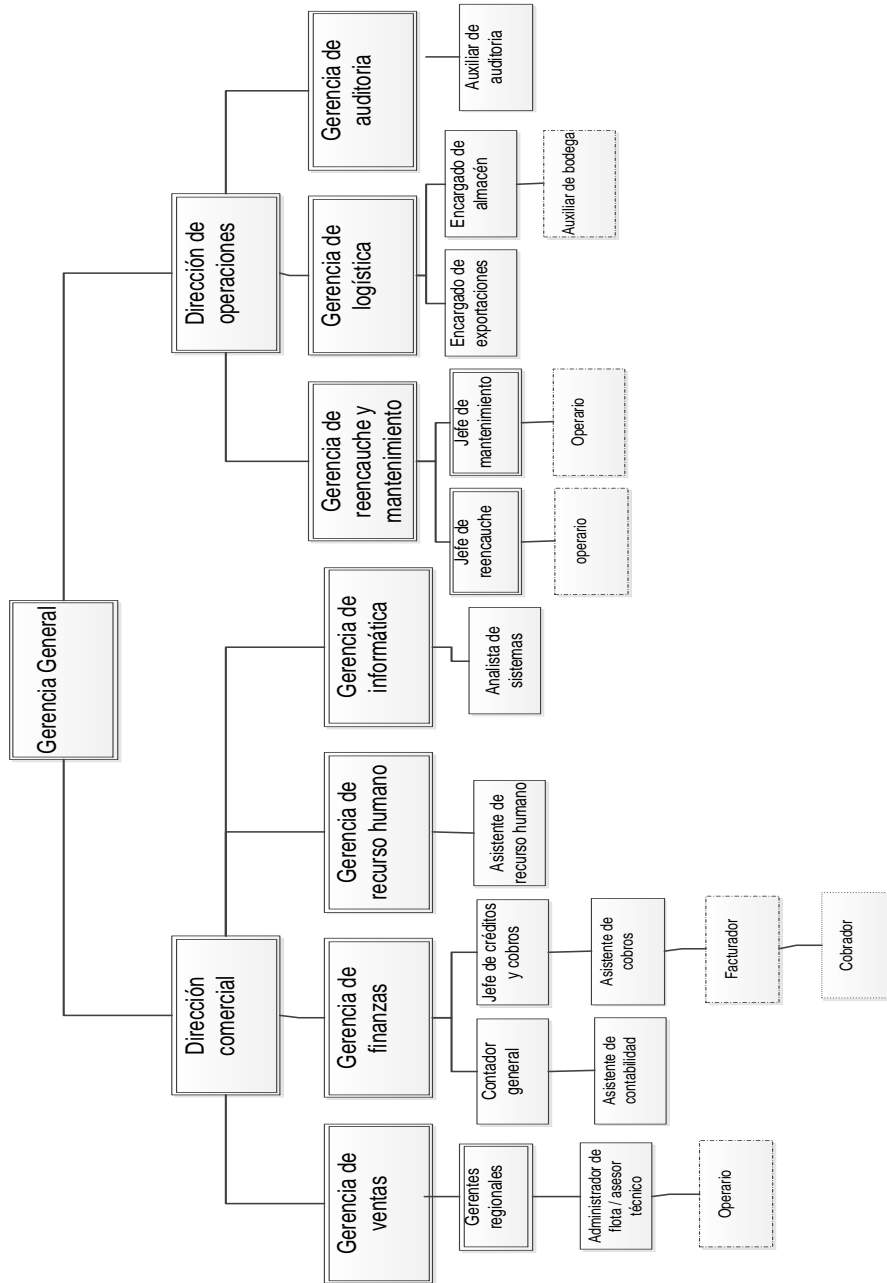 Gerencia General
Dirección
comercial
Dirección de
operaciones
Gerencia de
ventas
Gerencia de
finanzas
Gerencia de
recurso humano
Gerencia de
informática
Gerencia de
reencauche y
mantenimiento
Gerencia de
logística
Gerencia de
auditoria
Gerentes
regionales
Contador
general
Jefe de créditos
y cobros
Asistente de
recurso humano
Analista de
sistemas
Jefe de
reencauche
Jefe de
mantenimiento
Encargado de
exportaciones
Encargado de
almacén
Auxiliar de
auditoria
Administrador de
flota / asesor
técnico
Asistente de
contabilidad
Asistente de
cobros
operario
Operario
Auxiliar de bodega
Operario
Facturador
Cobrador